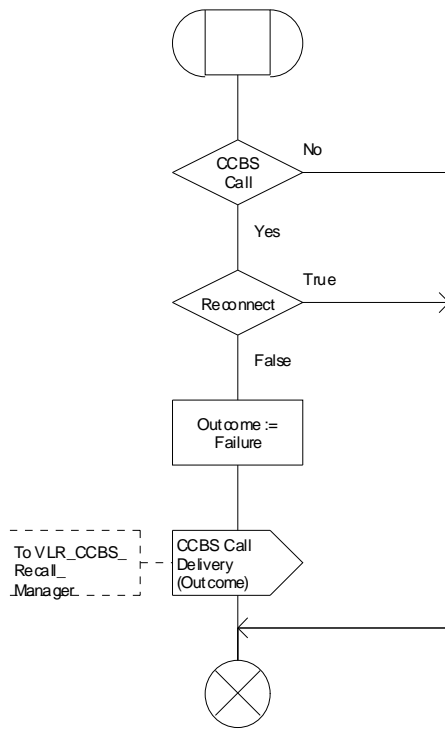 CCBS
Call
No
Yes
Reconnect
True
False
Outcome :=
Failure
To VLR_CCBS_
Recall_
Manager
CCBS Call
Delivery
(Outcome)